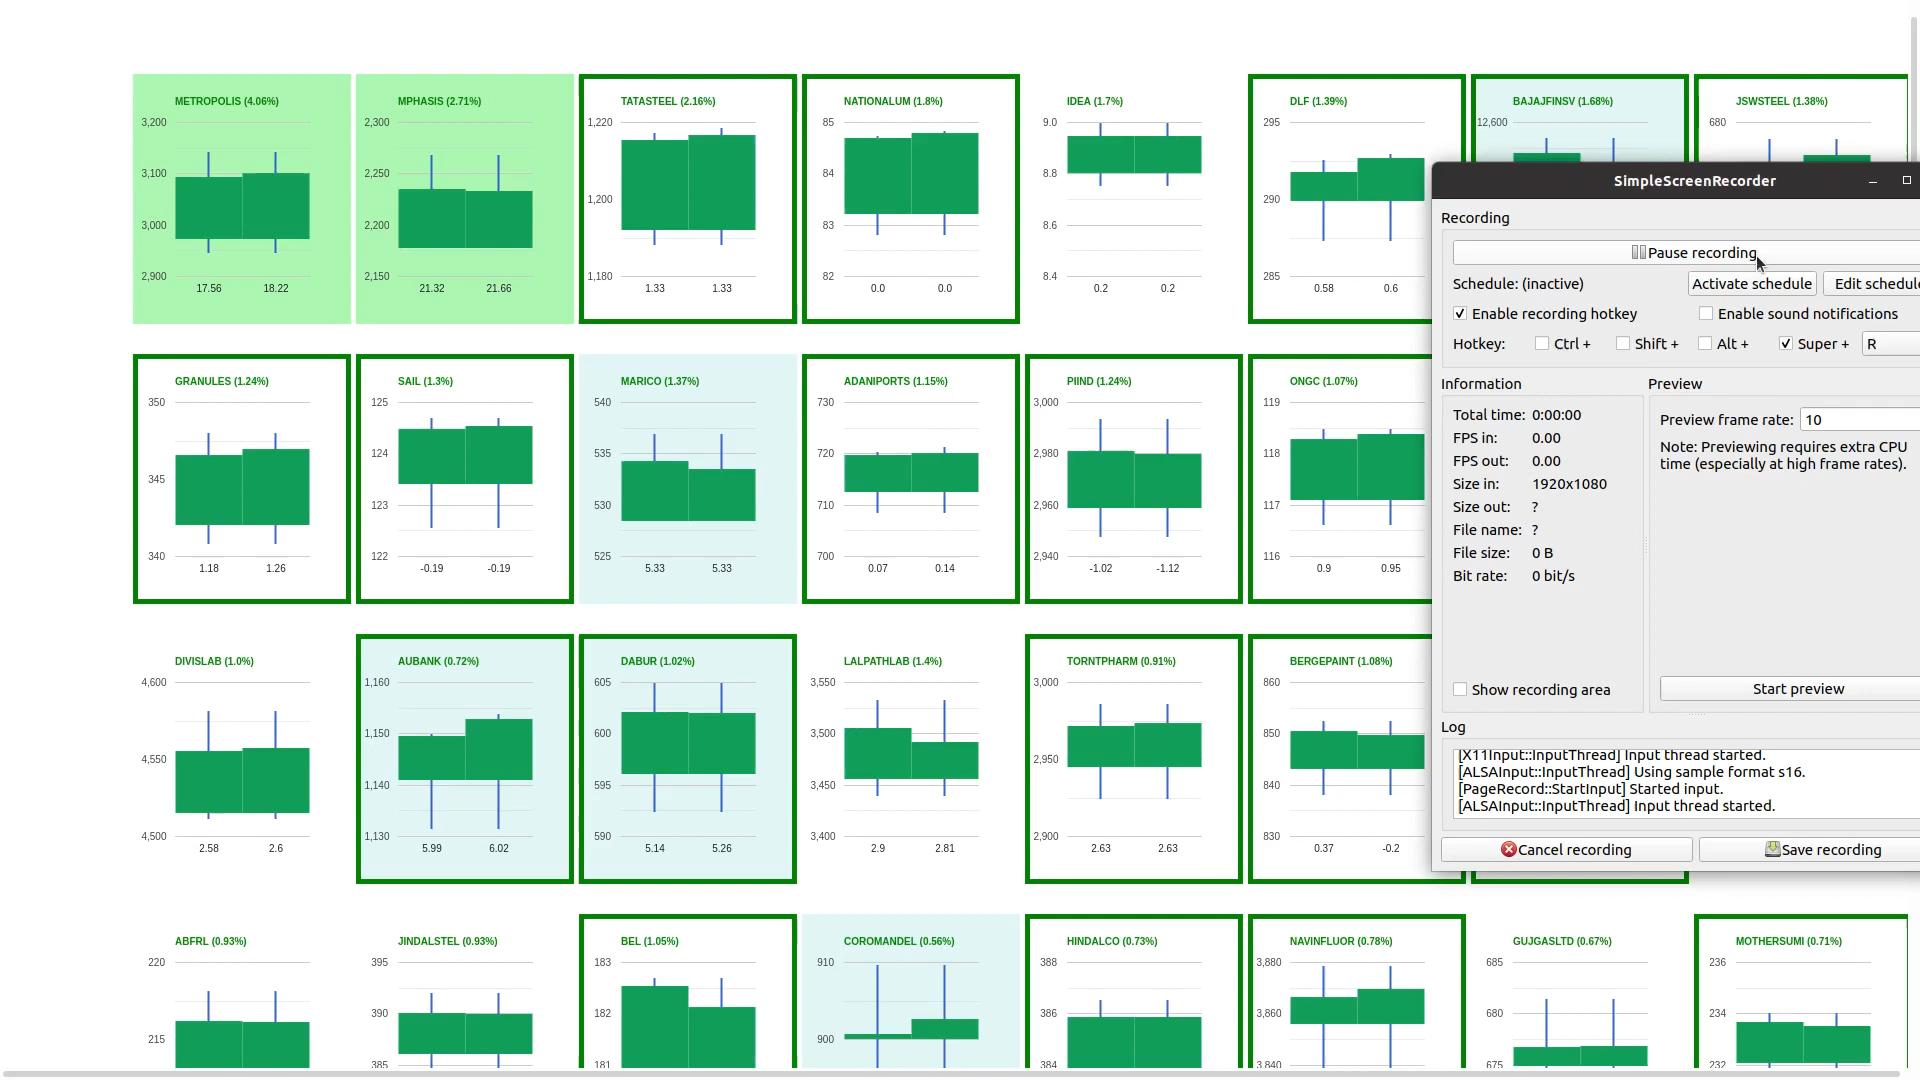 METROPOLIS (4.06%)
3,200
3,100
3,000
2,900
17.56 18.22
MPHASIS (2.71%)
2,300
2,250
2,200
2,150
21.32 21.66
TATASTEEL (2.16%)
1,220
1,200
1,180
1.33 1.33
NATIONALUM (1.8%)
85
84
83
82
0.0 0.0
IDEA (1.7%)
9.0
8.8
8.6
8.4
0.2 0.2
DLF (1.39%)
295
290
285
0.58 0.6
BAJAJFINSV (1.68%)
12,600
JSWSTEEL (1.38%)
680
GRANULES (1.24%)
350
345
340
1.18 1.26
SAIL (1.3%)
125
124
123
122
-0.19 -0.19
MARICO (1.37%)
540
535
530
525
5.33 5.33
ADANIPORTS (1.15%)
730
720
710
700
0.07 0.14
PIIND (1.24%)
3,000
2,980
2,960
2,940
-1.02 -1.12
ONGC (1.07%)
119
118
117
116
0.9 0.95
DIVISLAB (1.0%)
4,600
4,550
4,500
2.58 2.6
AUBANK (0.72%)
1,160
1,150
1,140
1,130
5.99 6.02
DABUR (1.02%)
605
600
595
590
5.14 5.26
LALPATHLAB (1.4%)
3,550
3,500
3,450
3,400
2.9 2.81
TORNTPHARM (0.91%)
3,000
2,950
2,900
2.63 2.63
BERGEPAINT (1.08%)
860
850
840
830
0.37 -0.2
ABFRL (0.93%)
220
215
JINDALSTEL (0.93%)
395
390
385
BEL (1.05%)
183
182
181
COROMANDEL (0.56%)
910
900
HINDALCO (0.73%)
388
386
384
NAVINFLUOR (0.78%)
3,880
3,860
3,840
GUJGASLTD (0.67%)
685
680
675
MOTHERSUMI (0.71%)
236
234
232
SimpleScreenRecorder
Recording
Pause recording
Schedule: (inactive) Activate schedule Edit schedul
Enable recording hotkey Enable sound notifications
Hotkey: Ctrl + Shift + Alt + Super + R
Information
Total time: 0:00:00
FPS in: 0.00
FPS out: 0.00
Size in: 1920x1080
Size out: ?
File name: ?
File size: 0 B
Bit rate: 0 bit/s
Show recording area
Preview
Preview frame rate: 10
Note: Previewing requires extra CPU
time (especially at high frame rates).
Start preview
Log
[X11Input::InputThread] Input thread started.
[ALSAInput::InputThread] Using sample format s16.
[PageRecord::StartInput] Started input.
[ALSAInput::InputThread] Input thread started.
Cancel recording Save recording